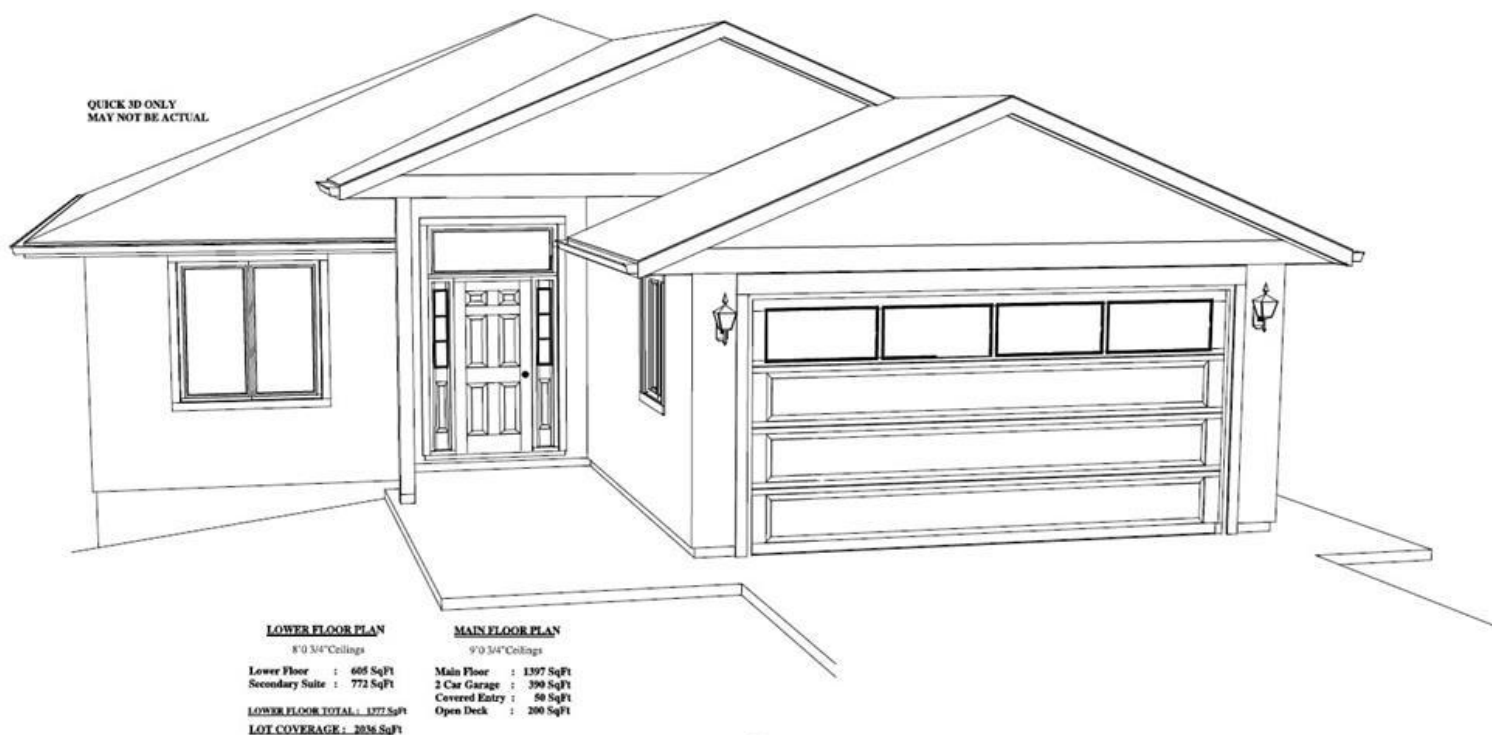 QUICK 3D ONLY
MAY NOT BE ACTUAL
LOWER FLOOR PLAN
8'0 3/4"Ceilings
Lower Floor : 605 SqFt
Secondary Suite : 772 SqFt
LOWER FLOOR TOTAL : 1377 SqFt
LOT COVERAGE : 2036 SqFt
MAIN FLOOR PLAN
9'0 3/4"Ceilings
Main Floor : 1397 SqFt
2 Car Garage : 390 SqFt
Covered Entry : 50 SqFt
Open Deck : 200 SqFt